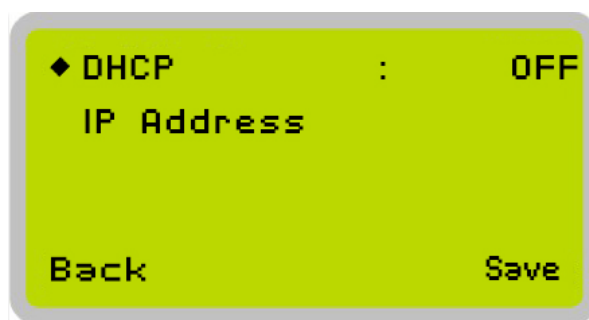 ◆ DHCP : OFF
IP Address
Back Save